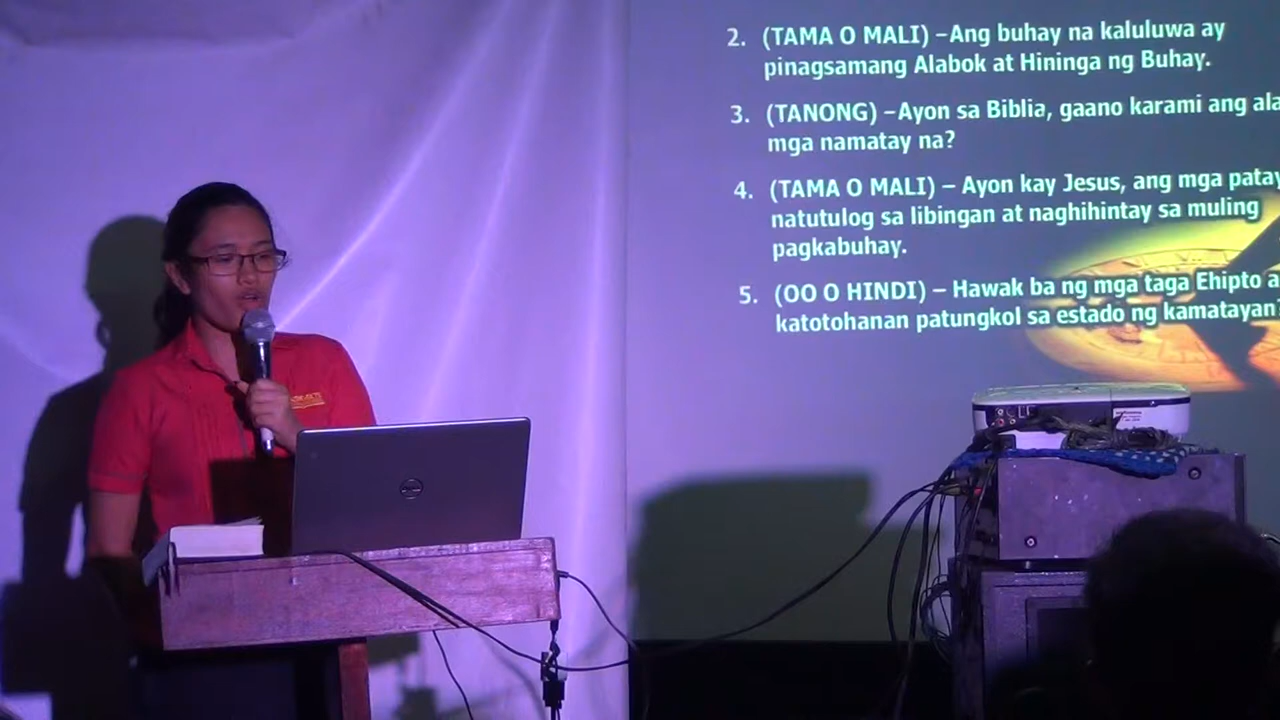 2. (TAMA O MALI) –Ang buhay na kaluluwa ay
pinagsamang Alabok at Hininga ng Buhay.
3. (TANONG) –Ayon sa Biblia, gaano karami ang
mga namatay na?
4. (TAMA O MALI) – Ayon kay Jesus, ang mga patay
natutulog sa libingan at naghihintay sa muling
pagkabuhay.
5. (OO O HINDI) – Hawak ba ng mga taga Ehipto
katotohanan patungkol sa estado ng kamatayan?